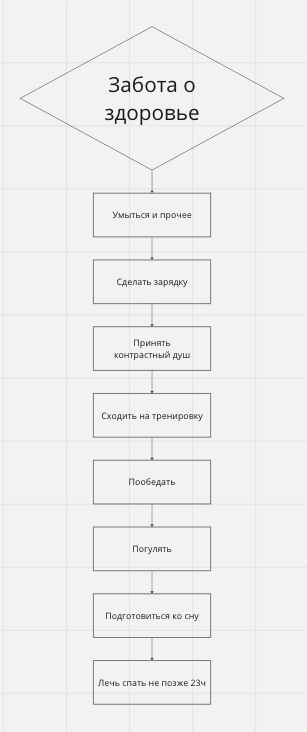 Забота о
здоровье
Умыться и прочее
Сделать зарядку
Принять
контрастный душ
Сходить на тренировку
Пообедать
Погулять
Подготовиться ко сну
Лечь спать не позже 23ч